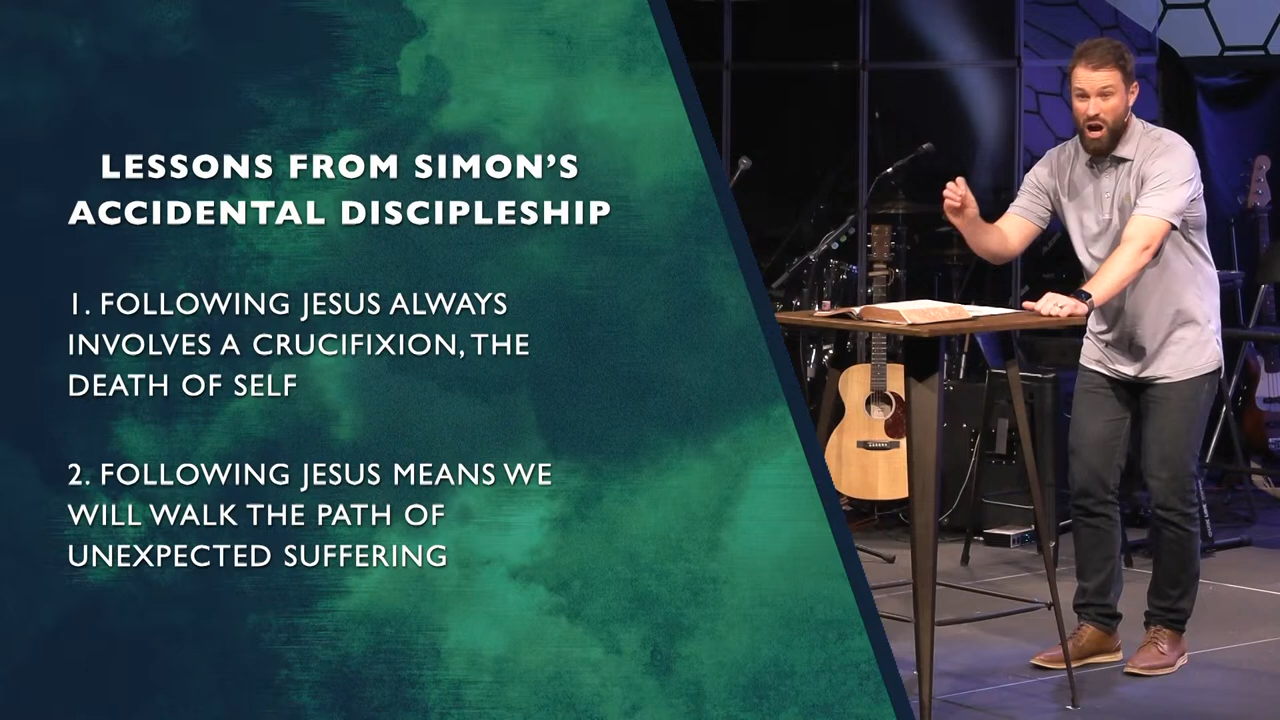 LESSONS FROM SIMON’S
ACCIDENTAL DISCIPLESHIP
1. FOLLOWING JESUS ALWAYS
INVOLVES A CRUCIFIXION, THE
DEATH OF SELF
2. FOLLOWING JESUS MEANS WE
WILL WALK THE PATH OF
UNEXPECTED SUFFERING